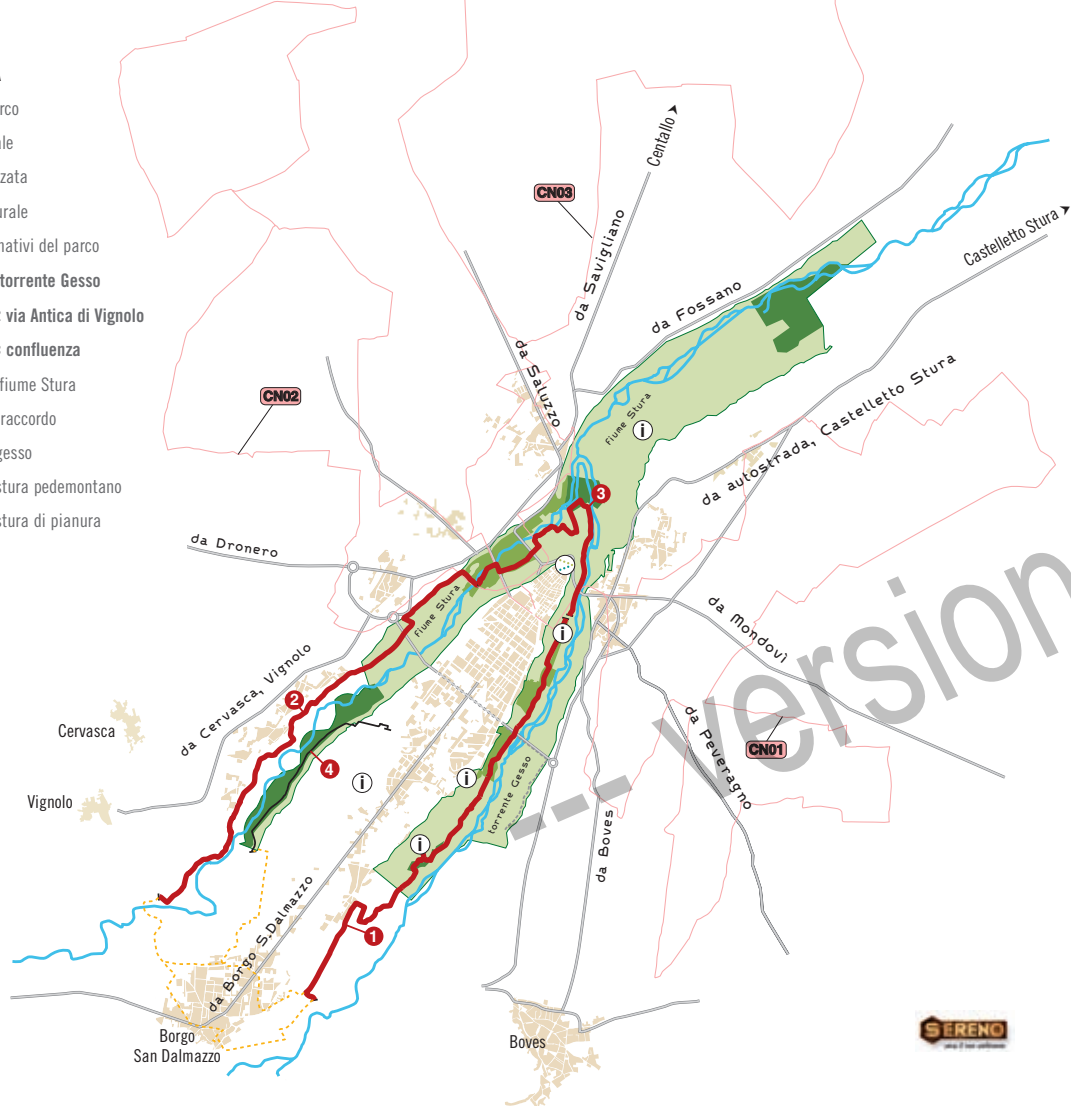 rco
ale
zzata
urale
nativi del parco
torrente Gesso
: via Antica di Vignolo
: confluenza
fiume Stura
raccordo
gesso
stura pedemontano
stura di pianura
CN03
Centallo
da Savigliano
Castelletto Stura
da Fossano
da Saluzzo
CN02
fiume Stura
i
da autostrada, Castelletto Stura
3
da Dronero
da Mondovì
fiume Stura
i
da Cervasca, Vignolo
2
Cervasca
da Peveragno
CN01
4
i
i
Vignolo
torrente Gesso
--- version
i
da Boves
da Borgo S.Dalmazzo
1
Borgo
San Dalmazzo
Boves
SERENO